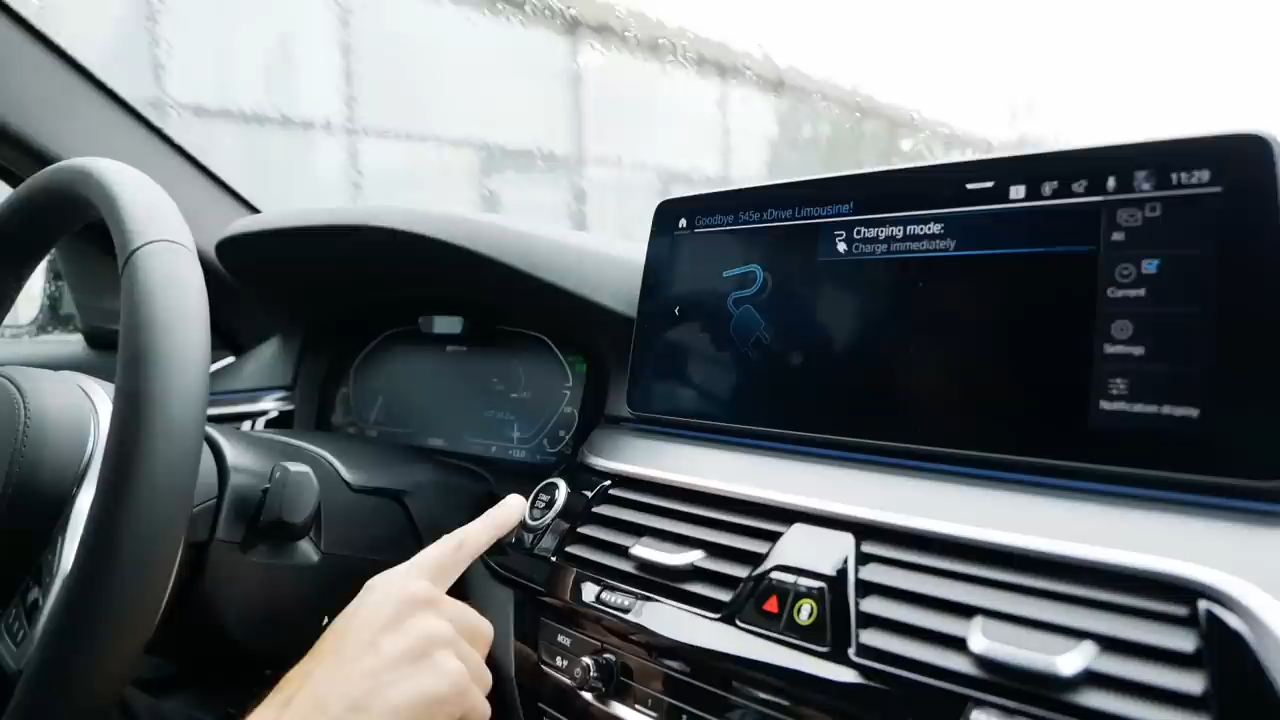 11:29
Goodbye 545e xDrive Limousine!
Charging mode:
Charge immediately
All
Current
Settings
Notification display
START
STOP
MODE